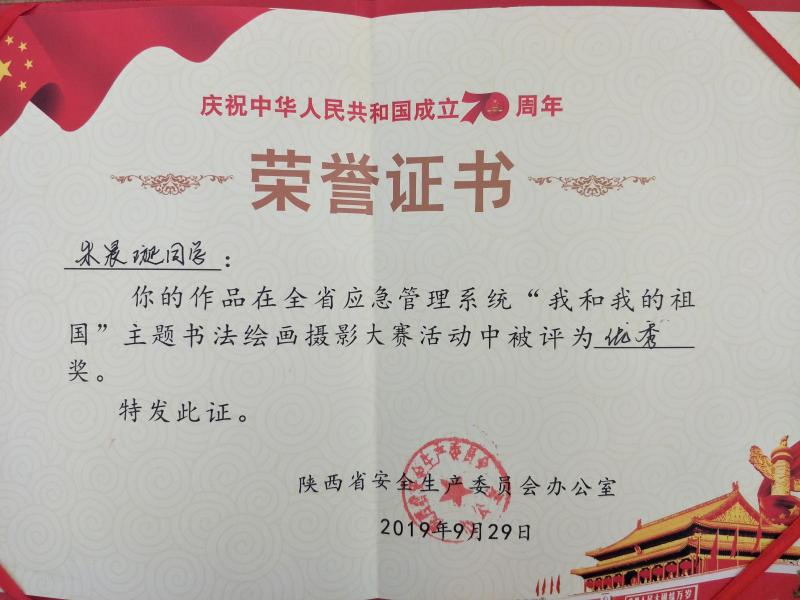 庆祝中华人民共和国成立70周年
荣誉证书
朱晨珽同学：
你的作品在全省应急管理系统“我和我的祖
国”主题书法绘画摄影大赛活动中被评为优秀
奖。
特发此证。
陕西省安全生产委员会办公室
2019年9月29日